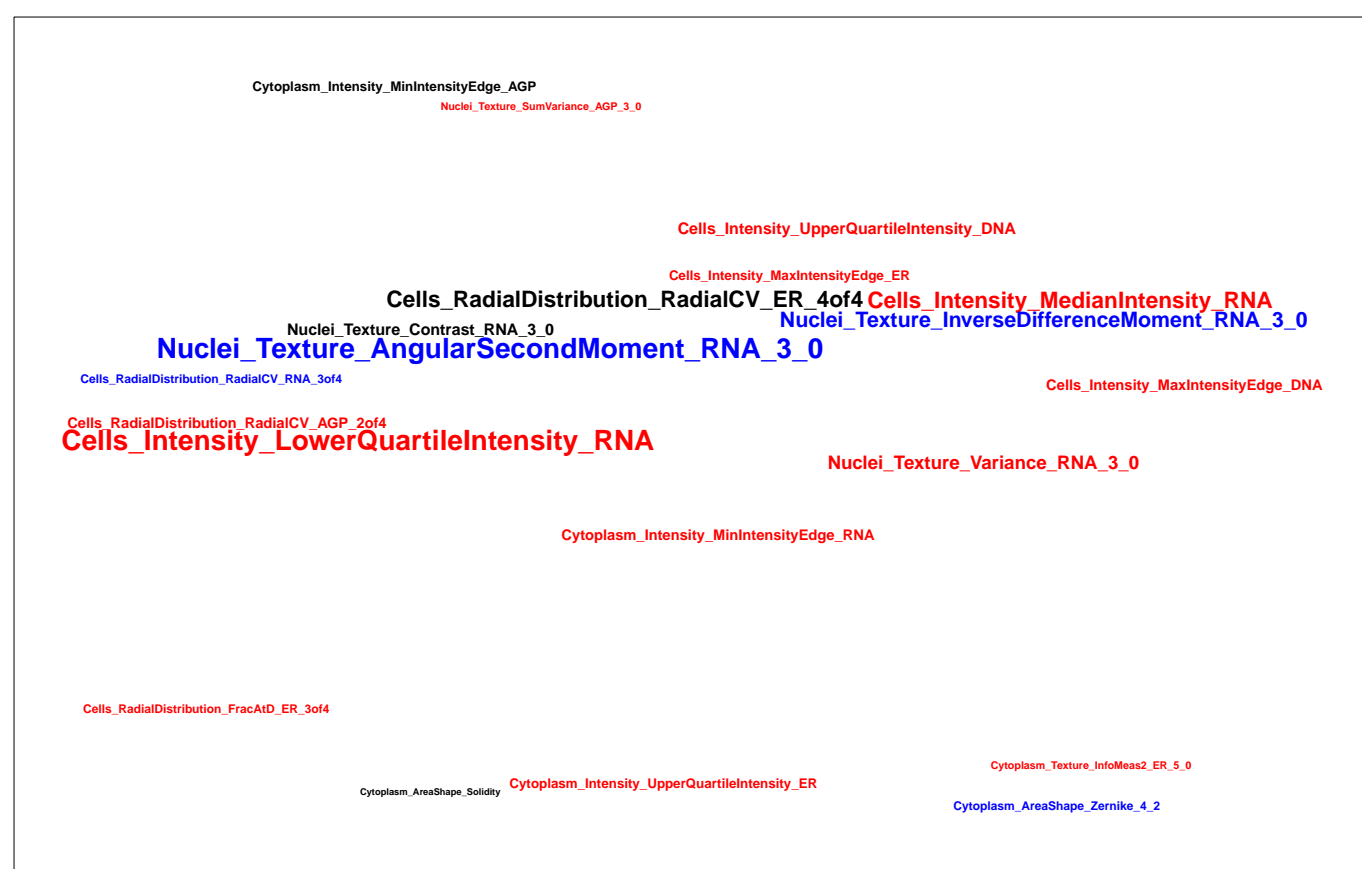 Cytoplasm_Intensity_MinIntensityEdge_AGP
Nuclei_Texture_SumVariance_AGP_3_0
Cells_Intensity_UpperQuartileIntensity_DNA
Cells_Intensity_MaxIntensityEdge_ER
Cells_RadialDistribution_RadialCV_ER_4of4 Cells_Intensity_MedianIntensity_RNA
Nuclei_Texture_InverseDifferenceMoment_RNA_3_0
Nuclei_Texture_Contrast_RNA_3_0
Nuclei_Texture_AngularSecondMoment_RNA_3_0
Cells_RadialDistribution_RadialCV_RNA_3of4
Cells_Intensity_MaxIntensityEdge_DNA
Cells_RadialDistribution_RadialCV_AGP_2of4
Cells_Intensity_LowerQuartileIntensity_RNA
Nuclei_Texture_Variance_RNA_3_0
Cytoplasm_Intensity_MinIntensityEdge_RNA
Cells_RadialDistribution_FracAtD_ER_3of4
Cytoplasm_Texture_InfoMeas2_ER_5_0
Cytoplasm_AreaShape_Solidity Cytoplasm_Intensity_UpperQuartileIntensity_ER
Cytoplasm_AreaShape_Zernike_4_2